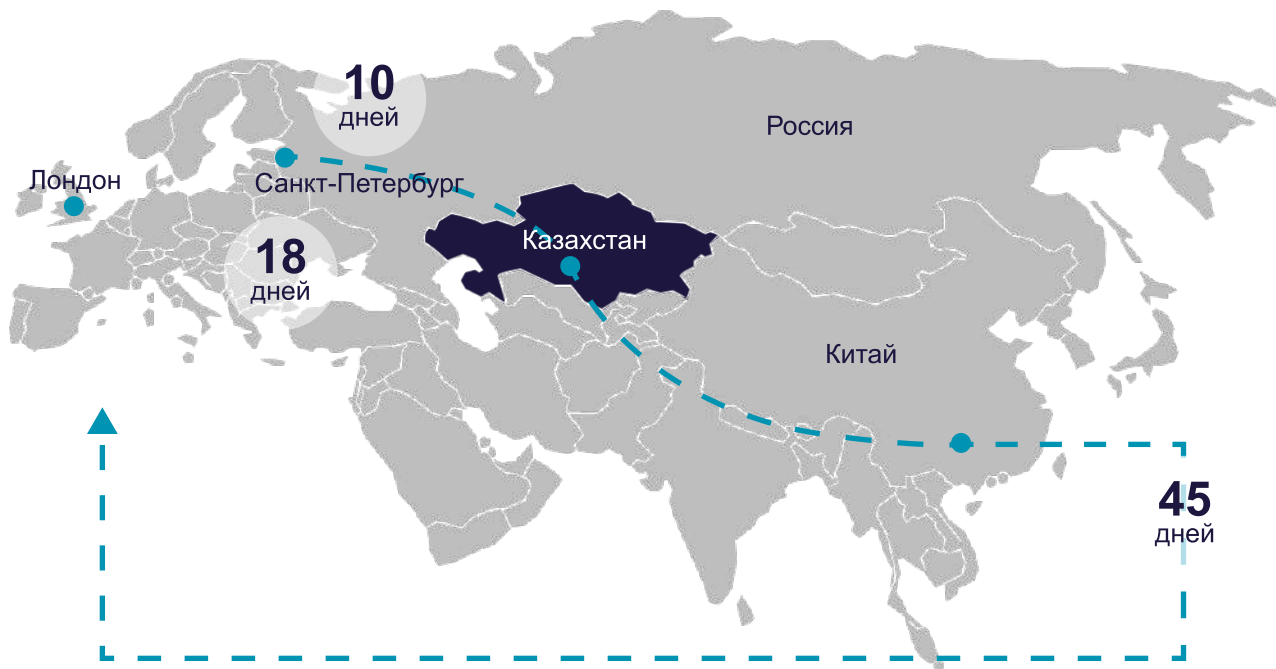 10
дней
Россия
Лондон
Санкт-Петербург
18
дней
Казахстан
Китай
45
дней